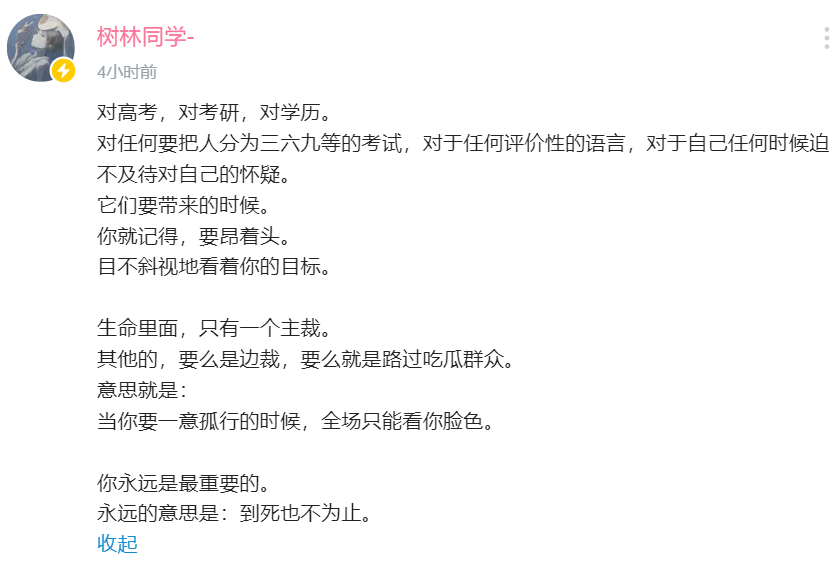 树林同学-
4小时前
对高考，对考研，对学历。
对任何要把人分为三六九等的考试，对于任何评价性的语言，对于自己任何时候迫
不及待对自己的怀疑。
它们要带来的时候。
你就记得，要昂着头。
目不斜视地看着你的目标。
生命里面，只有一个主裁。
其他的，要么是边裁，要么就是路过吃瓜群众。
意思就是：
当你要一意孤行的时候，全场只能看你脸色。
你永远是最重要的。
永远的意思是：到死也不为止。
收起